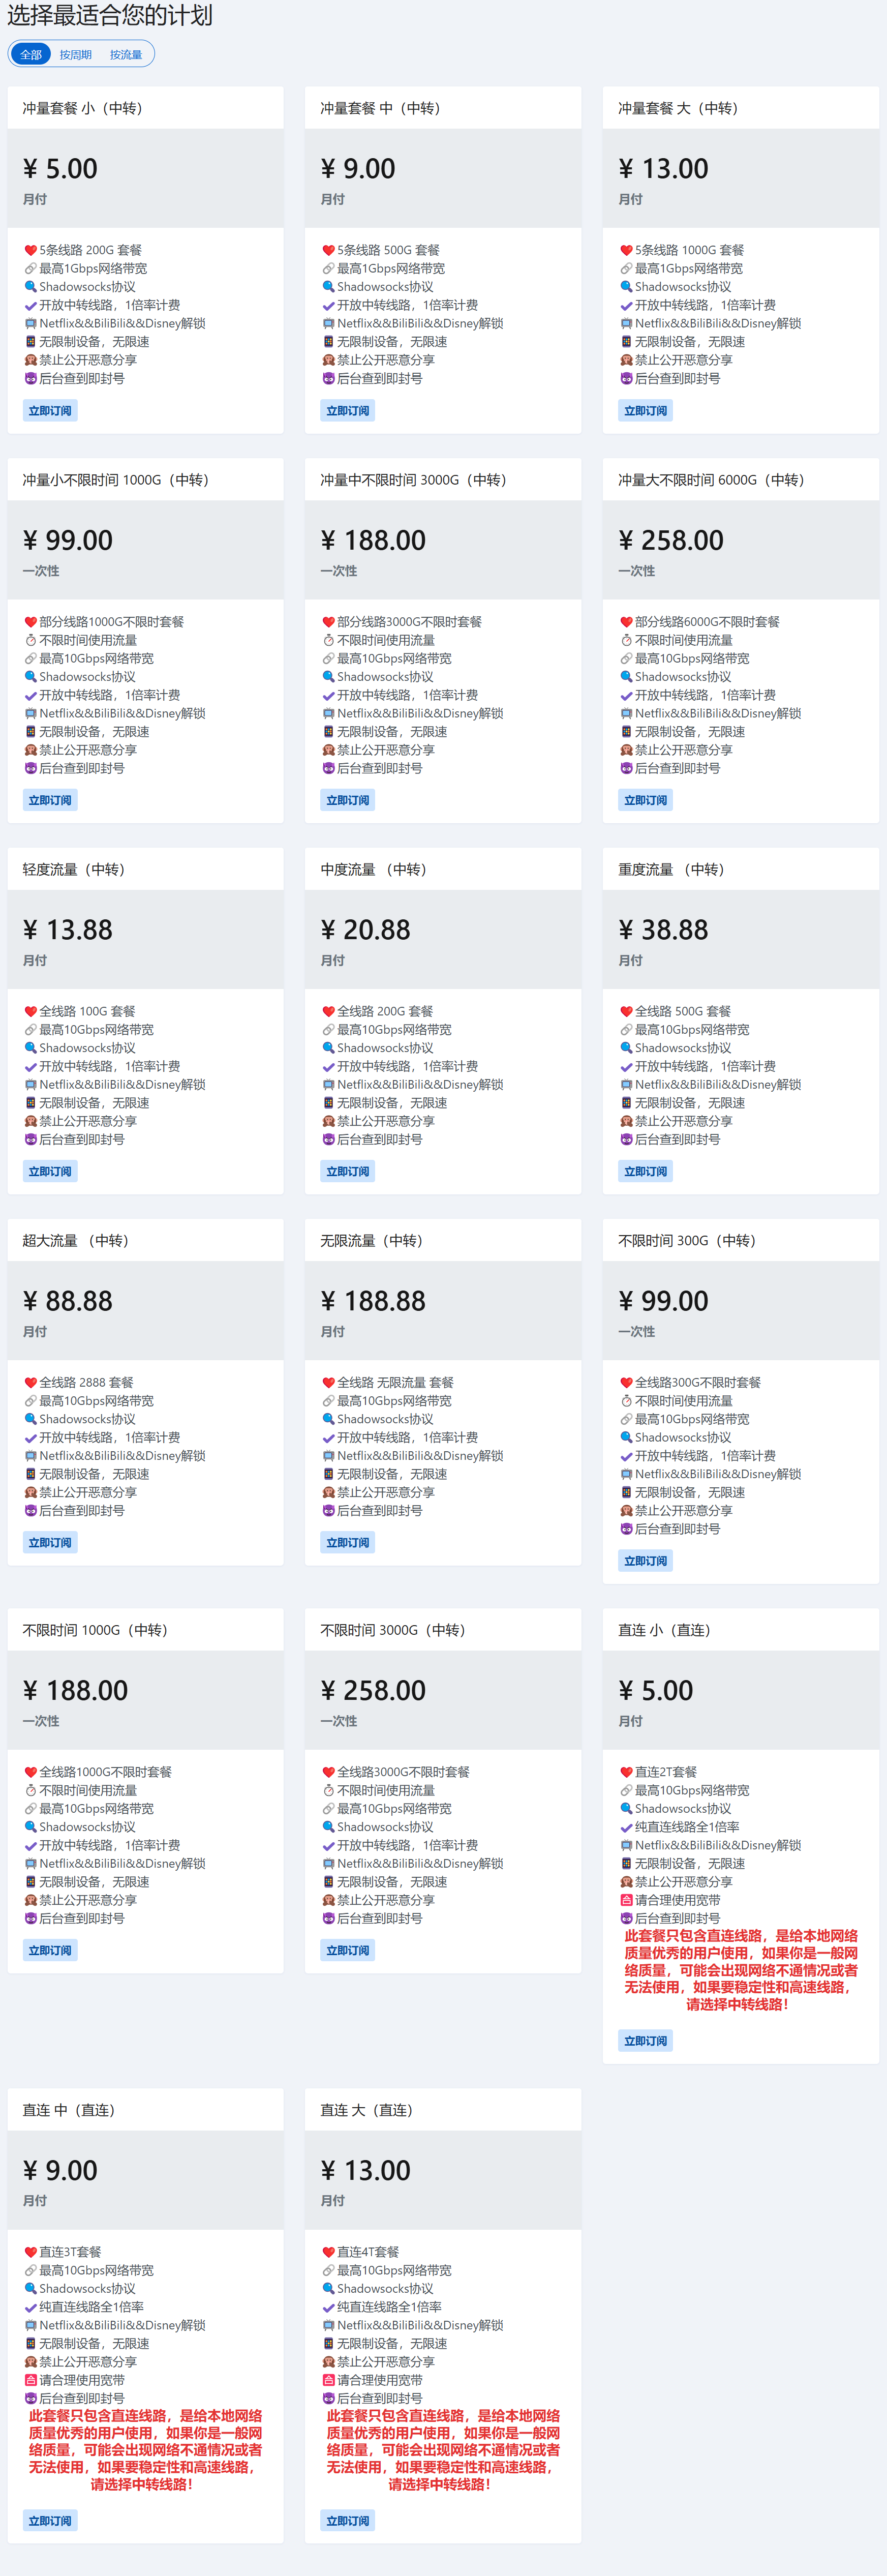 选择最适合您的计划
全部 按周期 按流量
冲量套餐 小（中转）
¥ 5.00
月付
5条线路 200G 套餐
最高1Gbps网络带宽
Shadowsocks协议
开放中转线路，1倍率计费
Netflix&&BiliBili&&Disney解锁
无限制设备，无限速
禁止公开恶意分享
后台查到即封号
立即订阅
冲量套餐 中（中转）
¥ 9.00
月付
5条线路 500G 套餐
最高1Gbps网络带宽
Shadowsocks协议
开放中转线路，1倍率计费
Netflix&&BiliBili&&Disney解锁
无限制设备，无限速
禁止公开恶意分享
后台查到即封号
立即订阅
冲量套餐 大（中转）
¥ 13.00
月付
5条线路 1000G 套餐
最高1Gbps网络带宽
Shadowsocks协议
开放中转线路，1倍率计费
Netflix&&BiliBili&&Disney解锁
无限制设备，无限速
禁止公开恶意分享
后台查到即封号
立即订阅
冲量小不限时间 1000G（中转）
¥ 99.00
一次性
部分线路1000G不限时套餐
不限时间使用流量
最高10Gbps网络带宽
Shadowsocks协议
开放中转线路，1倍率计费
Netflix&&BiliBili&&Disney解锁
无限制设备，无限速
禁止公开恶意分享
后台查到即封号
立即订阅
冲量中不限时间 3000G（中转）
¥ 188.00
一次性
部分线路3000G不限时套餐
不限时间使用流量
最高10Gbps网络带宽
Shadowsocks协议
开放中转线路，1倍率计费
Netflix&&BiliBili&&Disney解锁
无限制设备，无限速
禁止公开恶意分享
后台查到即封号
立即订阅
冲量大不限时间 6000G（中转）
¥ 258.00
一次性
部分线路6000G不限时套餐
不限时间使用流量
最高10Gbps网络带宽
Shadowsocks协议
开放中转线路，1倍率计费
Netflix&&BiliBili&&Disney解锁
无限制设备，无限速
禁止公开恶意分享
后台查到即封号
立即订阅
轻度流量（中转）
¥ 13.88
月付
全线路 100G 套餐
最高10Gbps网络带宽
Shadowsocks协议
开放中转线路，1倍率计费
Netflix&&BiliBili&&Disney解锁
无限制设备，无限速
禁止公开恶意分享
后台查到即封号
立即订阅
中度流量 （中转）
¥ 20.88
月付
全线路 200G 套餐
最高10Gbps网络带宽
Shadowsocks协议
开放中转线路，1倍率计费
Netflix&&BiliBili&&Disney解锁
无限制设备，无限速
禁止公开恶意分享
后台查到即封号
立即订阅
重度流量 （中转）
¥ 38.88
月付
全线路 500G 套餐
最高10Gbps网络带宽
Shadowsocks协议
开放中转线路，1倍率计费
Netflix&&BiliBili&&Disney解锁
无限制设备，无限速
禁止公开恶意分享
后台查到即封号
立即订阅
超大流量 （中转）
¥ 88.88
月付
全线路 2888 套餐
最高10Gbps网络带宽
Shadowsocks协议
开放中转线路，1倍率计费
Netflix&&BiliBili&&Disney解锁
无限制设备，无限速
禁止公开恶意分享
后台查到即封号
立即订阅
无限流量（中转）
¥ 188.88
月付
全线路 无限流量 套餐
最高10Gbps网络带宽
Shadowsocks协议
开放中转线路，1倍率计费
Netflix&&BiliBili&&Disney解锁
无限制设备，无限速
禁止公开恶意分享
后台查到即封号
立即订阅
不限时间 300G（中转）
¥ 99.00
一次性
全线路300G不限时套餐
不限时间使用流量
最高10Gbps网络带宽
Shadowsocks协议
开放中转线路，1倍率计费
Netflix&&BiliBili&&Disney解锁
无限制设备，无限速
禁止公开恶意分享
后台查到即封号
立即订阅
不限时间 1000G（中转）
¥ 188.00
一次性
全线路1000G不限时套餐
不限时间使用流量
最高10Gbps网络带宽
Shadowsocks协议
开放中转线路，1倍率计费
Netflix&&BiliBili&&Disney解锁
无限制设备，无限速
禁止公开恶意分享
后台查到即封号
立即订阅
不限时间 3000G（中转）
¥ 258.00
一次性
全线路3000G不限时套餐
不限时间使用流量
最高10Gbps网络带宽
Shadowsocks协议
开放中转线路，1倍率计费
Netflix&&BiliBili&&Disney解锁
无限制设备，无限速
禁止公开恶意分享
后台查到即封号
立即订阅
直连 小（直连）
¥ 5.00
月付
直连2T套餐
最高10Gbps网络带宽
Shadowsocks协议
纯直连线路全1倍率
Netflix&&BiliBili&&Disney解锁
无限制设备，无限速
禁止公开恶意分享
请合理使用宽带
后台查到即封号
此套餐只包含直连线路，是给本地网络
质量优秀的用户使用，如果你是一般网
络质量，可能会出现网络不通情况或者
无法使用，如果要稳定性和高速线路，
请选择中转线路！
立即订阅
直连 中（直连）
¥ 9.00
月付
直连3T套餐
最高10Gbps网络带宽
Shadowsocks协议
纯直连线路全1倍率
Netflix&&BiliBili&&Disney解锁
无限制设备，无限速
禁止公开恶意分享
请合理使用宽带
后台查到即封号
此套餐只包含直连线路，是给本地网络
质量优秀的用户使用，如果你是一般网
络质量，可能会出现网络不通情况或者
无法使用，如果要稳定性和高速线路，
请选择中转线路！
立即订阅
直连 大（直连）
¥ 13.00
月付
直连4T套餐
最高10Gbps网络带宽
Shadowsocks协议
纯直连线路全1倍率
Netflix&&BiliBili&&Disney解锁
无限制设备，无限速
禁止公开恶意分享
请合理使用宽带
后台查到即封号
此套餐只包含直连线路，是给本地网络
质量优秀的用户使用，如果你是一般网
络质量，可能会出现网络不通情况或者
无法使用，如果要稳定性和高速线路，
请选择中转线路！
立即订阅